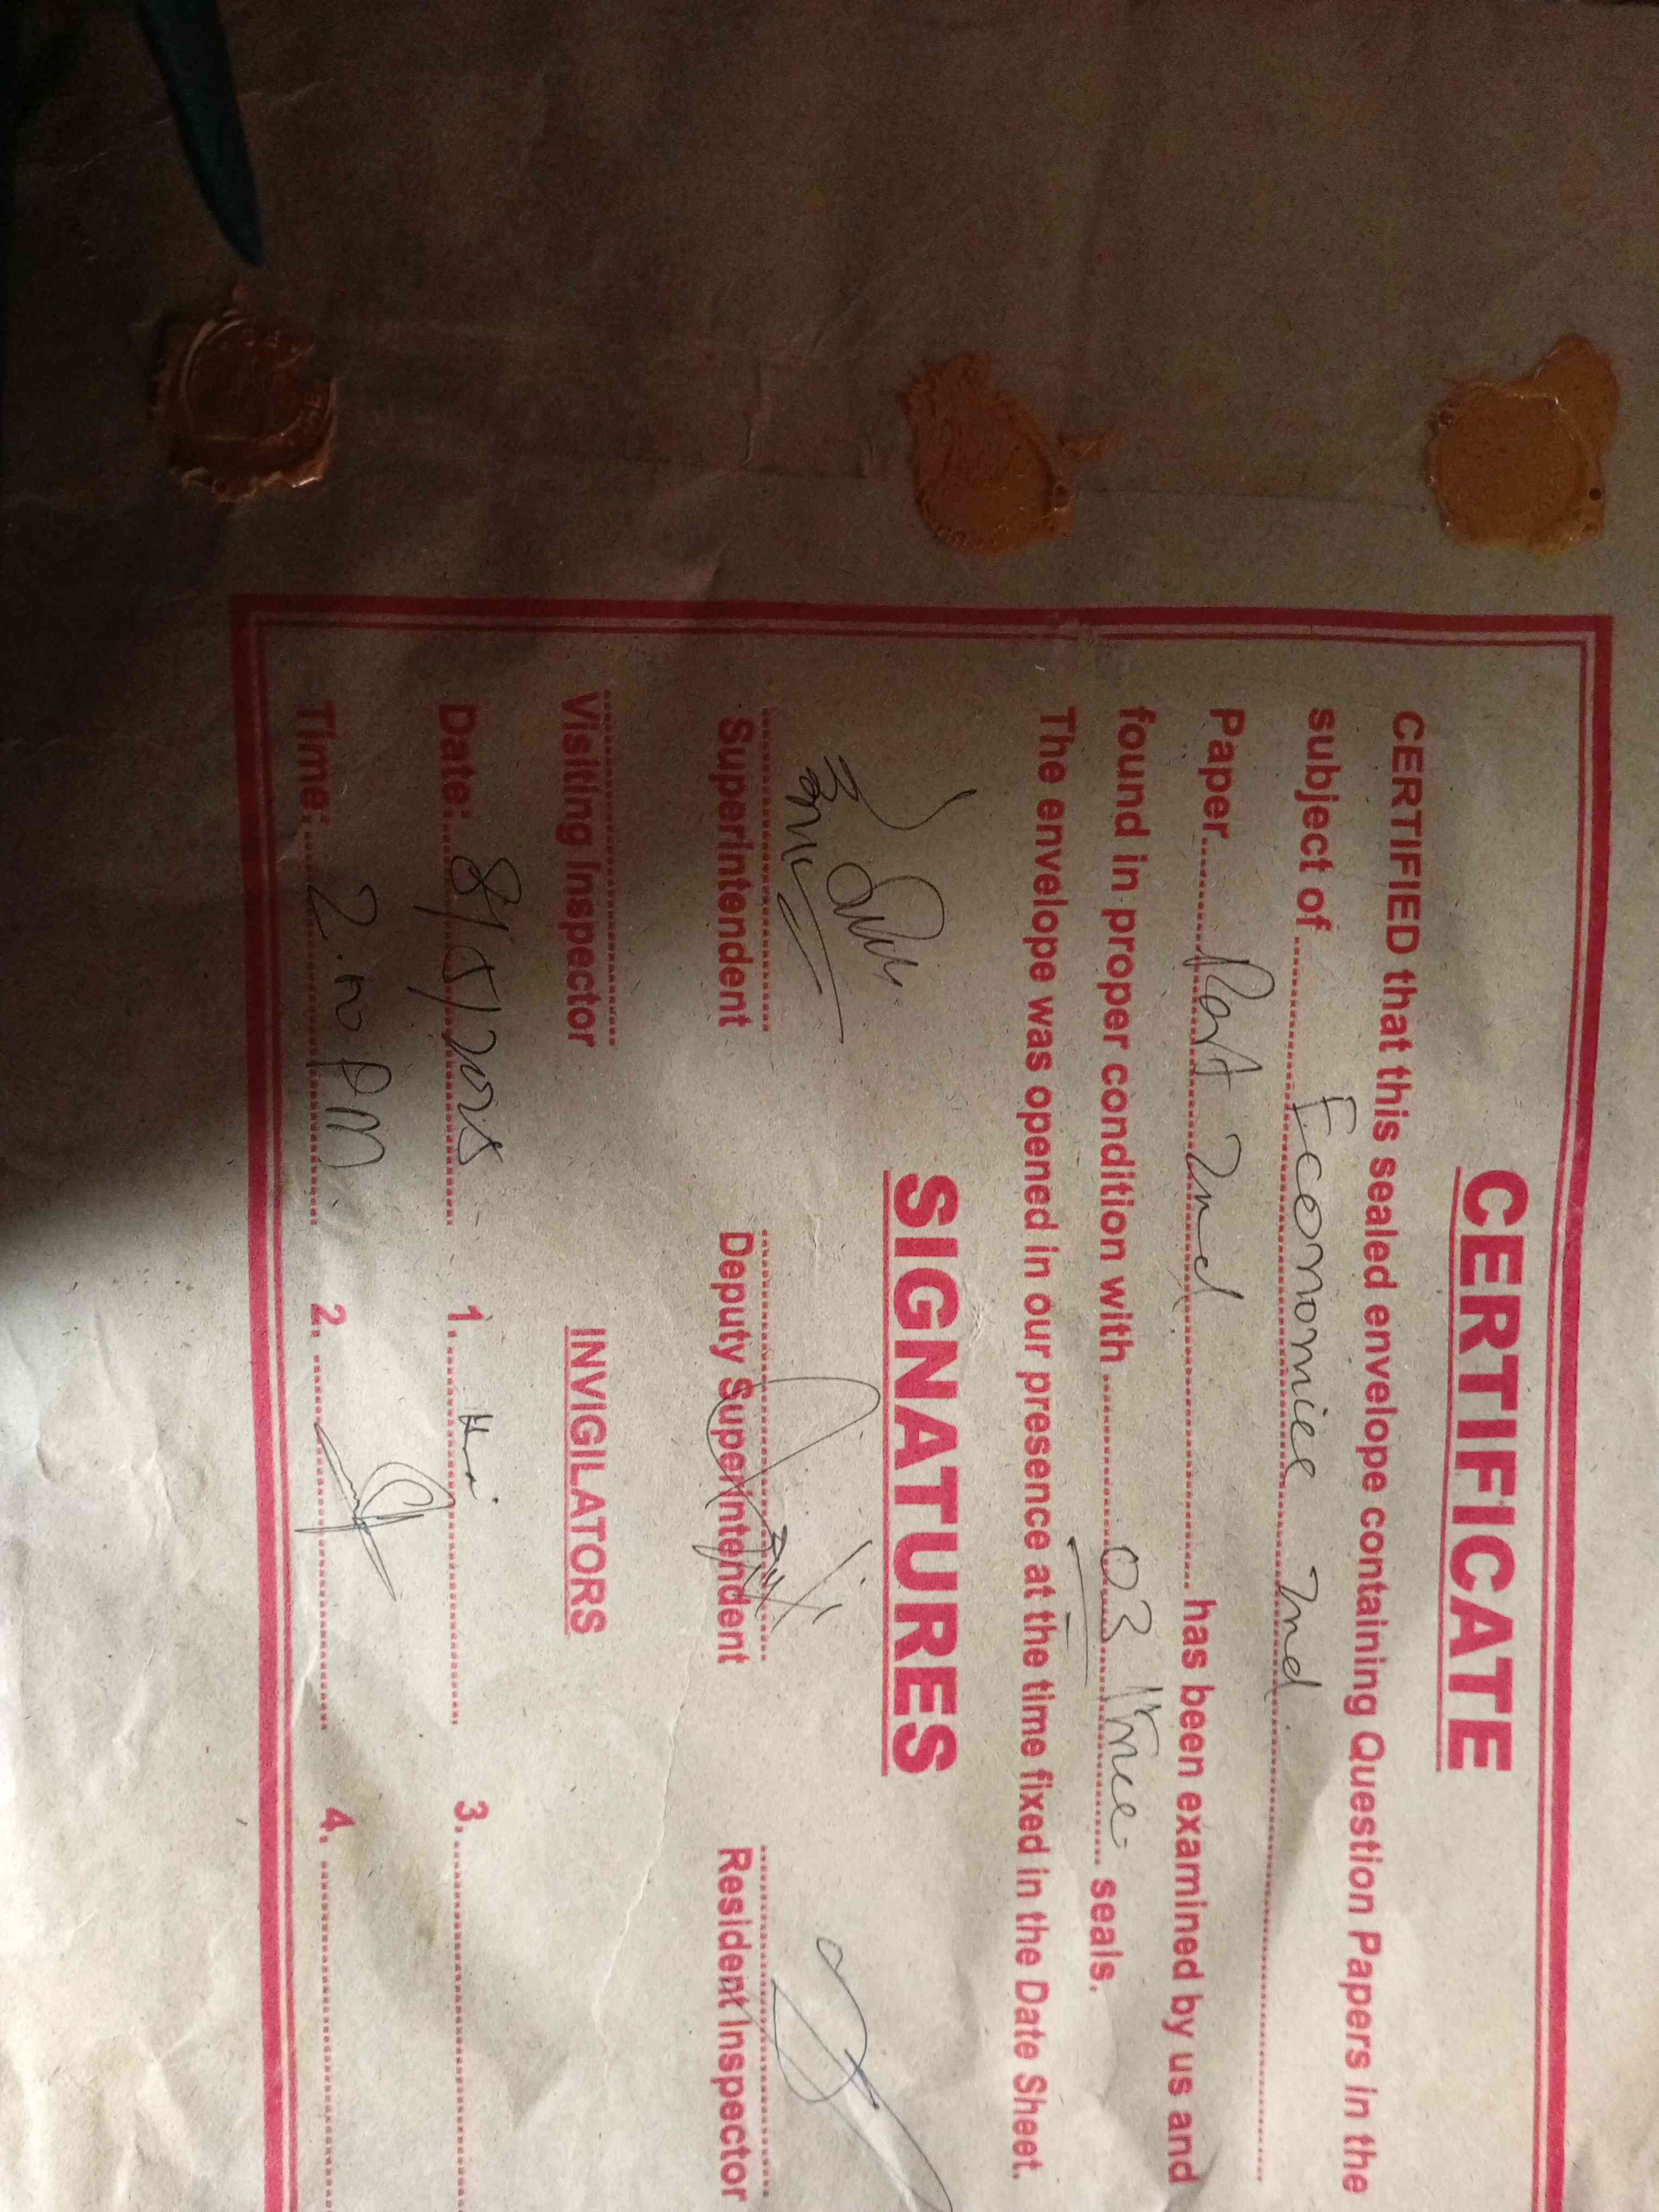 CERTIFICATE
CERTIFIED that this sealed envelope containing Question Papers in the
subject of Economice 2nd
Paper Part 2nd has been examined by us and
found in proper condition with 03 Three seals.
The envelope was opened in our presence at the time fixed in the Date Sheet.
SIGNATURES
Superintendent Deputy Superintendent Resident Inspector
Visiting Inspector INVIGILATORS
Date: 8/5/2025 1. 3.
Time: PM 2. 4.